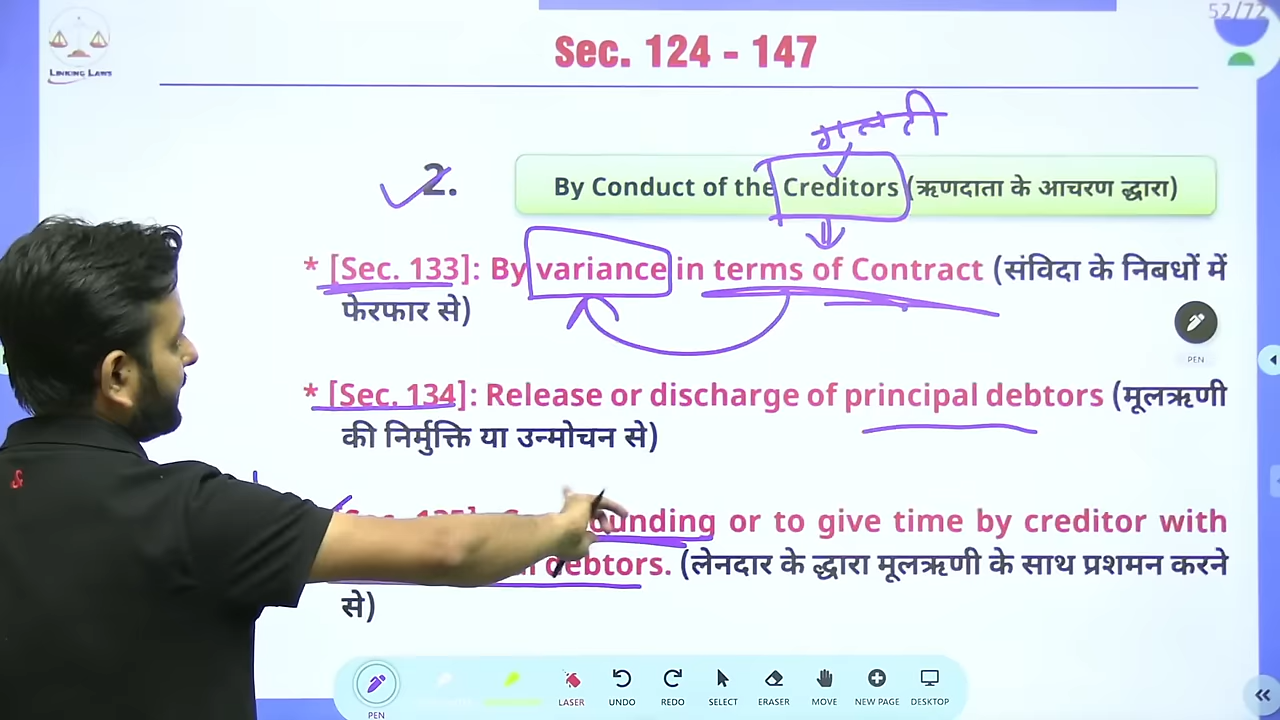 52/72
LINKING LAWS
Sec. 124 - 147
गलती
2.
By Conduct of the Creditors (ऋणदाता के आचरण द्धारा)
* [Sec. 133]: By variance in terms of Contract (संविदा के निबधों में
फेरफार से)
PEN
* [Sec. 134]: Release or discharge of principal debtors (मूलऋणी
की निर्मुक्ति या उन्मोचन से)
or to give time by creditor with
debtors. (लेनदार के द्धारा मूलऋणी के साथ प्रशमन करने
से)
PEN LASER UNDO REDO SELECT ERASER MOVE NEW PAGE DESKTOP